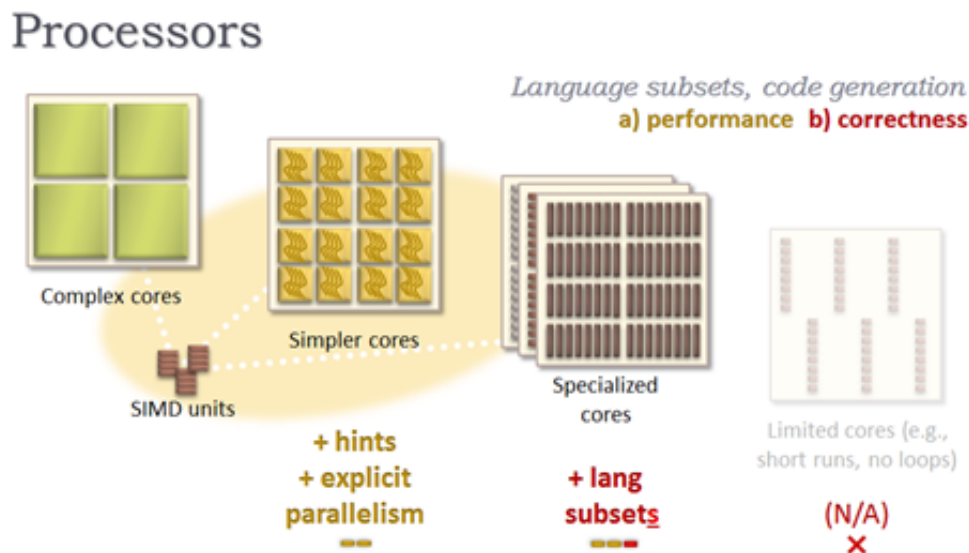 Processors
Language subsets, code generation
a) performance b) correctness
Complex cores
Simpler cores
SIMD units
Specialized
cores
Limited cores (e.g.,
short runs, no loops)
+ hints
+ explicit
parallelism
+ lang
subsets
(N/A)